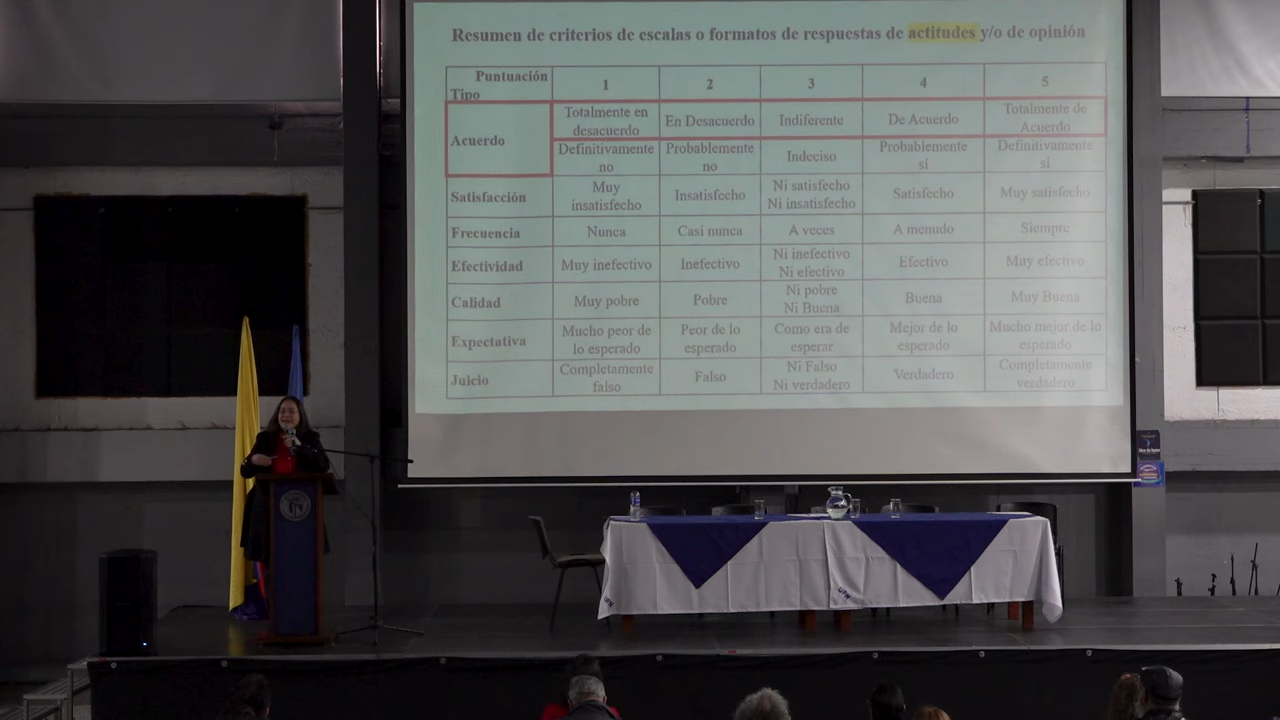 Resumen de criterios de escalas o formatos de respuestas de actitudes y/o de opinión
Puntuación 1 2 3 4 5
Tipo
Acuerdo
Totalmente en desacuerdo En Desacuerdo Indiferente De Acuerdo Totalmente de Acuerdo
Definitivamente no Probablemente no Indeciso Probablemente si Definitivamente si
Satisfacción Muy insatisfecho Insatisfecho Ni satisfecho Ni insatisfecho Satisfecho Muy satisfecho
Frecuencia Nunca Casi nunca A veces A menudo Siempre
Efectividad Muy inefectivo Inefectivo Ni inefectivo Ni efectivo Efectivo Muy efectivo
Calidad Muy pobre Pobre Ni pobre Ni Buena Buena Muy Buena
Expectativa Mucho peor de lo esperado Peor de lo esperado Como era de esperar Mejor de lo esperado Mucho mejor de lo esperado
Juicio Completamente falso Falso Ni Falso Ni verdadero Verdadero Completamente verdadero
UPN
UPN